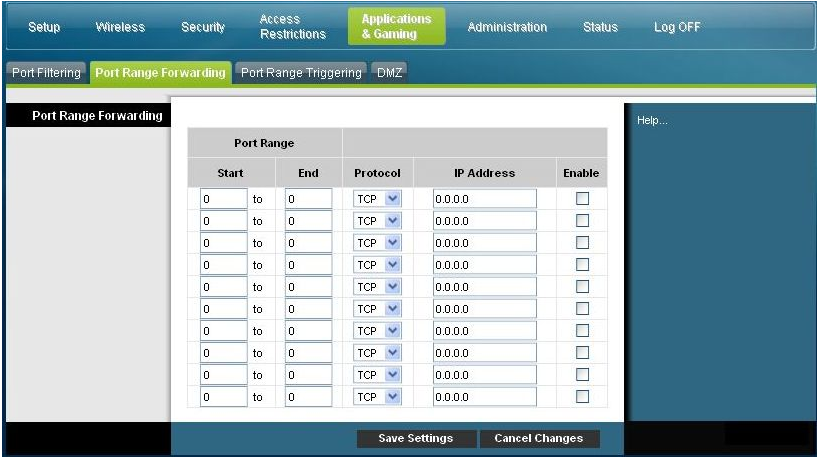 Setup Wireless Security Access Restrictions Applications & Gaming Administration Status Log OFF
Port Filtering Port Range Forwarding Port Range Triggering DMZ
Port Range Forwarding
Help...
Port Range
Start End Protocol IP Address Enable
0 to 0 TCP 0.0.0.0
0 to 0 TCP 0.0.0.0
0 to 0 TCP 0.0.0.0
0 to 0 TCP 0.0.0.0
0 to 0 TCP 0.0.0.0
0 to 0 TCP 0.0.0.0
0 to 0 TCP 0.0.0.0
0 to 0 TCP 0.0.0.0
0 to 0 TCP 0.0.0.0
0 to 0 TCP 0.0.0.0
Save Settings Cancel Changes